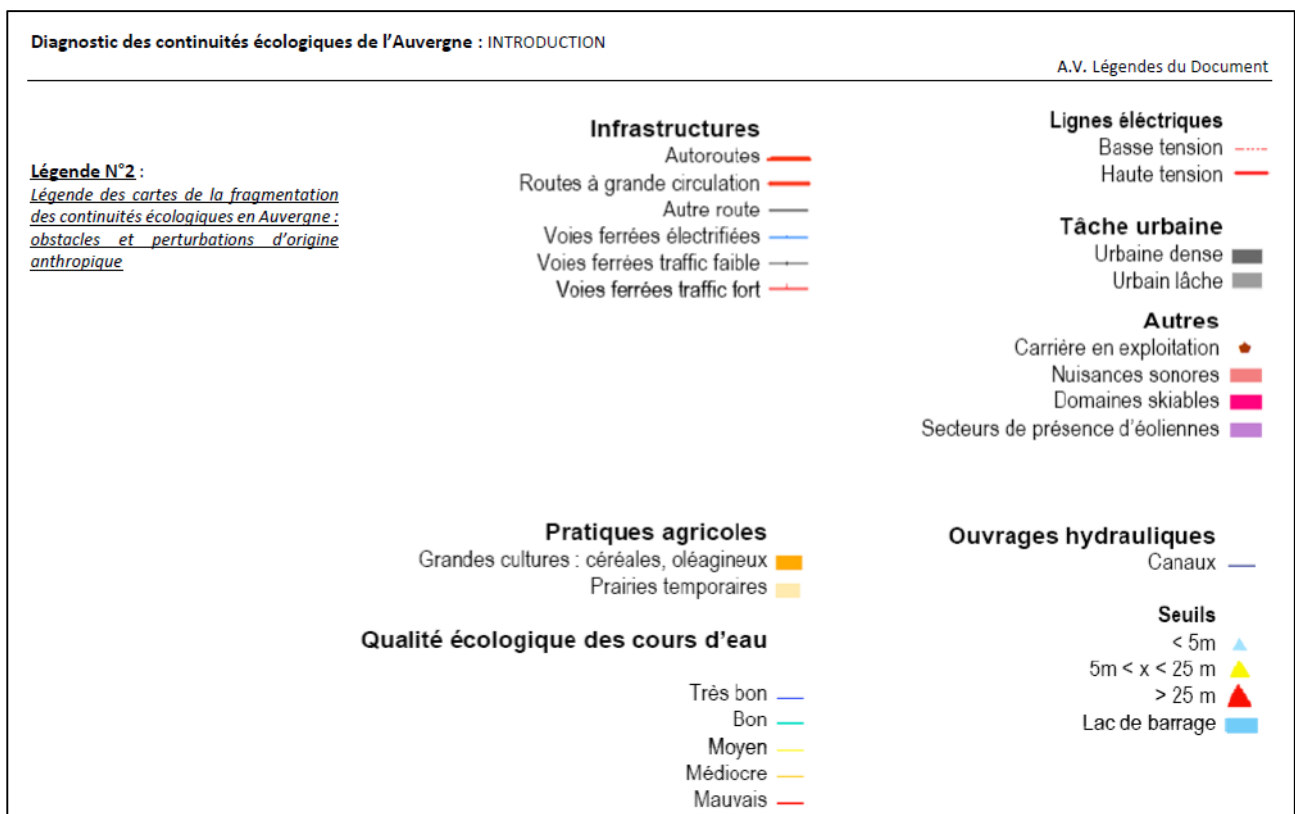 Diagnostic des continuités écologiques de l'Auvergne : INTRODUCTION
A.V. Légendes du Document
Légende N°2 :
Légende des cartes de la fragmentation
des continuités écologiques en Auvergne :
obstacles et perturbations d'origine
anthropique
Infrastructures
Autoroutes
Routes à grande circulation
Autre route
Voies ferrées électrifiées
Voies ferrées traffic faible
Voies ferrées traffic fort
Lignes éléctriques
Basse tension
Haute tension
Tâche urbaine
Urbaine dense
Urbain lâche
Autres
Carrière en exploitation
Nuisances sonores
Domaines skiables
Secteurs de présence d'éoliennes
Pratiques agricoles
Grandes cultures : céréales, oléagineux
Prairies temporaires
Qualité écologique des cours d'eau
Très bon
Bon
Moyen
Médiocre
Mauvais
Ouvrages hydrauliques
Canaux
Seuils
< 5m
5m < x < 25 m
> 25 m
Lac de barrage